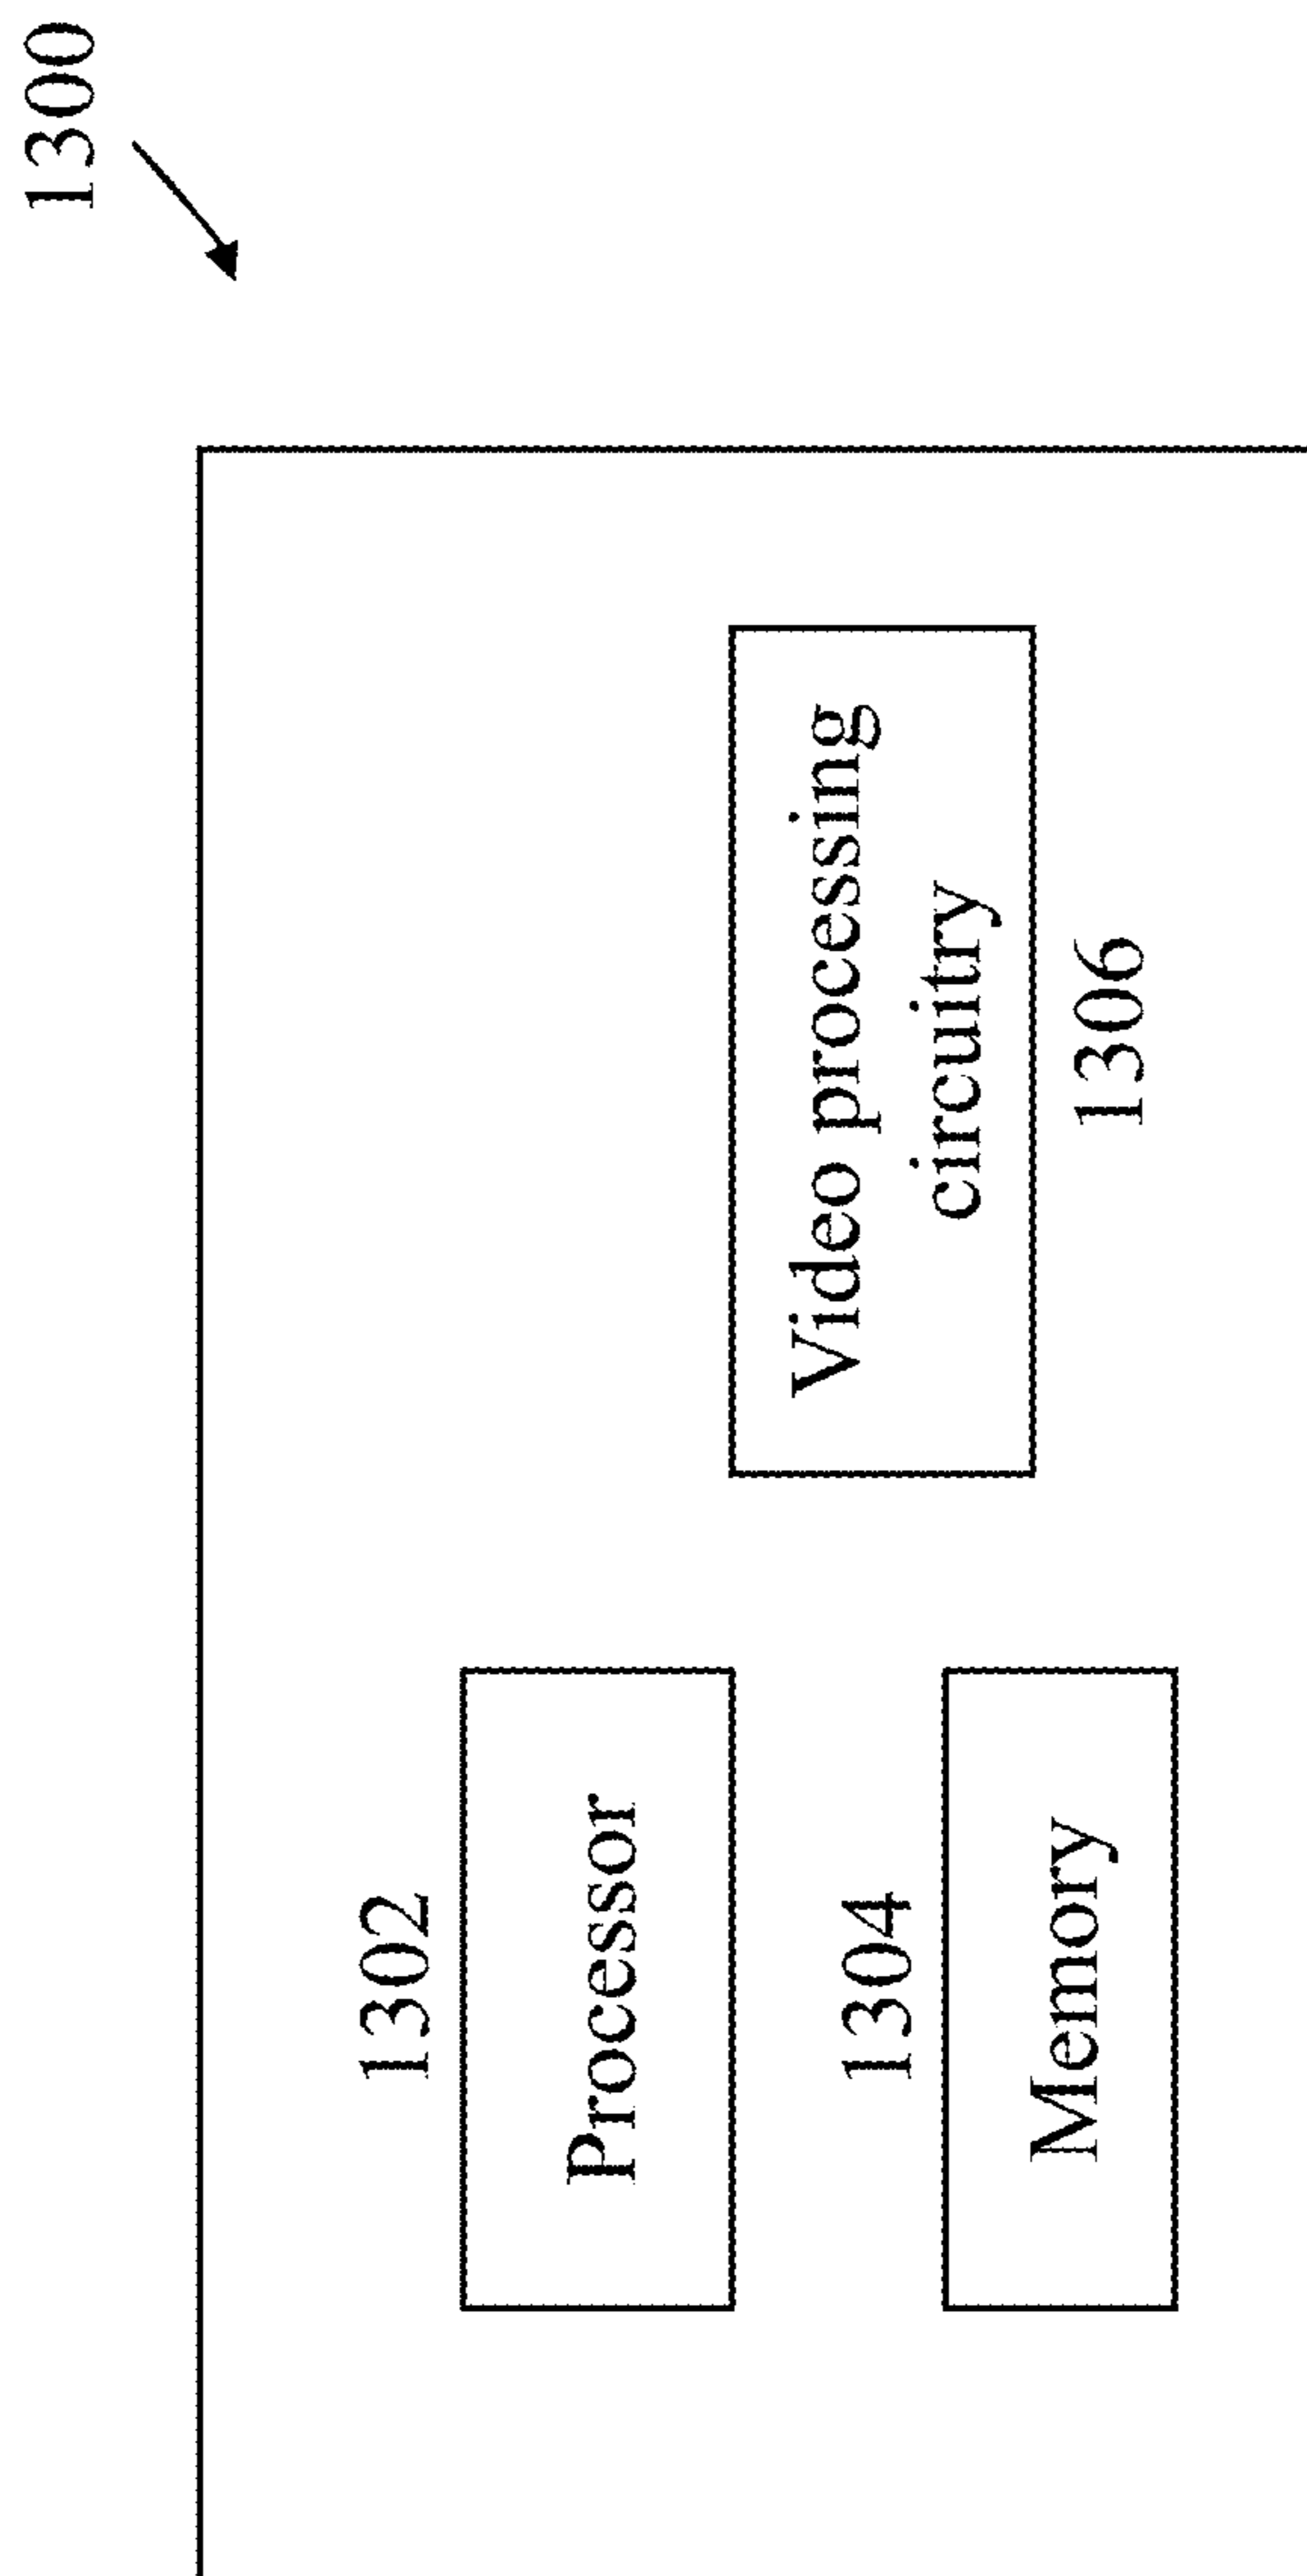 1300
1302
Processor
1304
Memory
Video processing
circuitry
1306